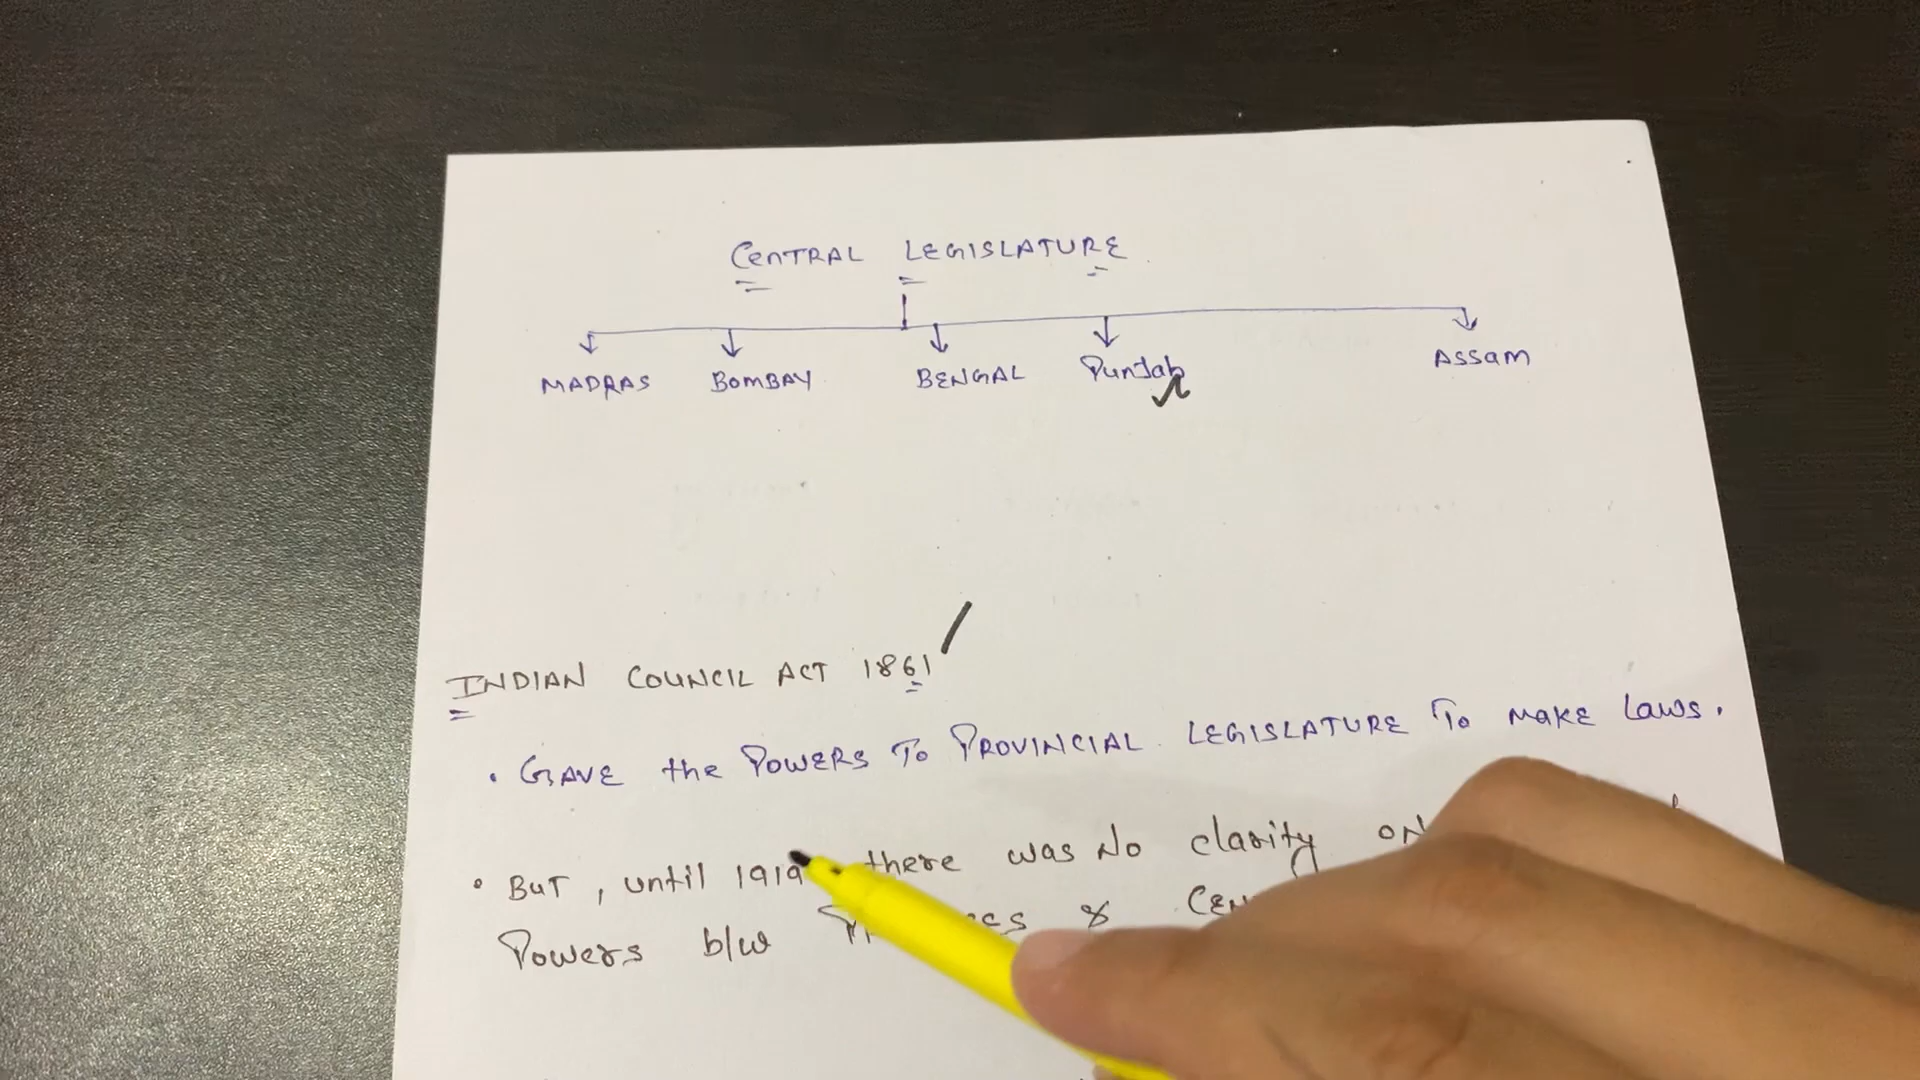 CENTRAL LEGISLATURE
MADRAS BOMBAY BENGAL Punjab ASSAM
INDIAN COUNCIL ACT 1861
• GAVE the POWERS TO PROVINCIAL LEGISLATURE To MAKE Laws.
• BUT, until 1919 there was No clarity ON
Powers b/w &